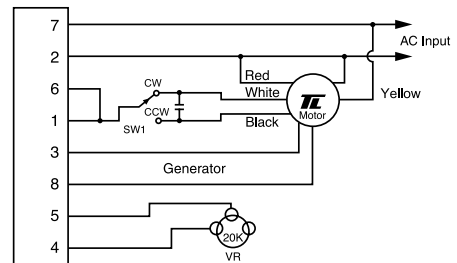 7
AC Input
2
Red
CW
White
Yellow
6
TL
Motor
CCW
1
SW1
Black
3
Generator
8
5
4
20K
VR